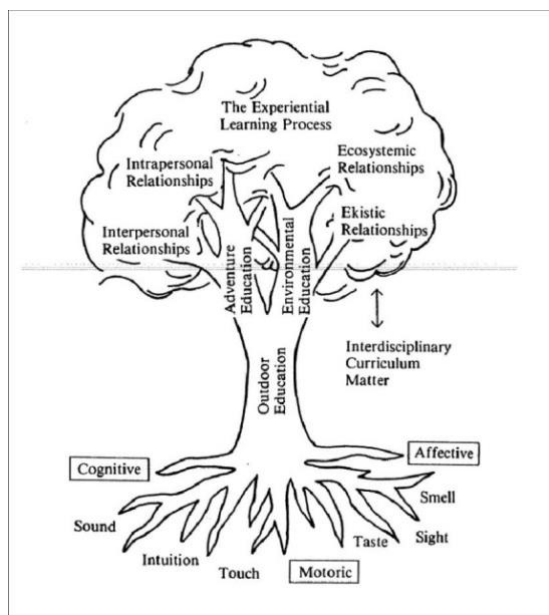 The Experiential
Learning Process
Intrapersonal
Relationships
Ecosystemic
Relationships
Interpersonal
Relationships
Ekistic
Relationships
Adventure
Education
Environmental
Education
Interdisciplinary
Curriculum
Matter
Outdoor
Education
Cognitive
Affective
Smell
Sound
Sight
Taste
Intuition
Touch
Motoric